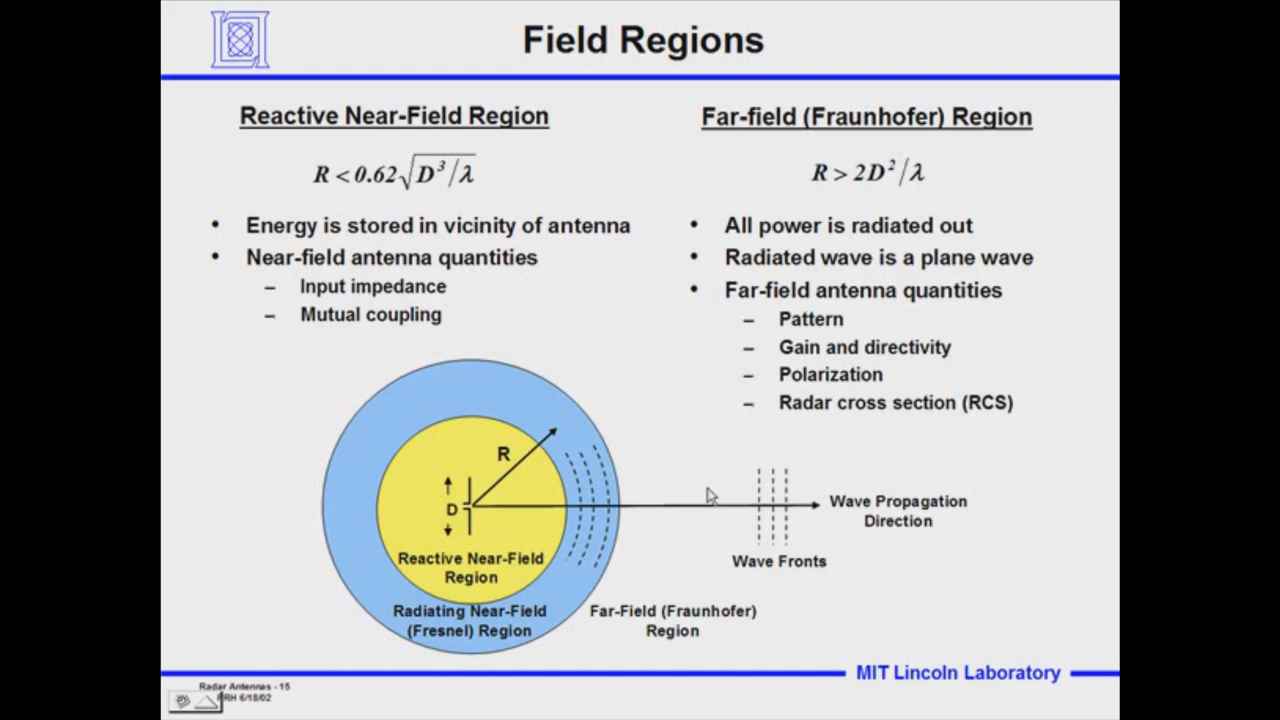 Field Regions
Reactive Near-Field Region
R < 0.62√(D³/λ)
• Energy is stored in vicinity of antenna
• Near-field antenna quantities
– Input impedance
– Mutual coupling
Far-field (Fraunhofer) Region
R > 2D²/λ
• All power is radiated out
• Radiated wave is a plane wave
• Far-field antenna quantities
– Pattern
– Gain and directivity
– Polarization
– Radar cross section (RCS)
R
D
Reactive Near-Field
Region
Radiating Near-Field
(Fresnel) Region
Far-Field (Fraunhofer)
Region
Wave Fronts
Wave Propagation
Direction
MIT Lincoln Laboratory
Radar Antennas - 15
6/18/02